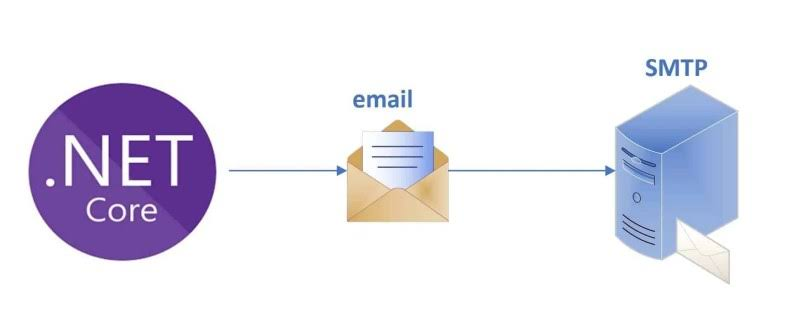 .NET
Core
email
SMTP